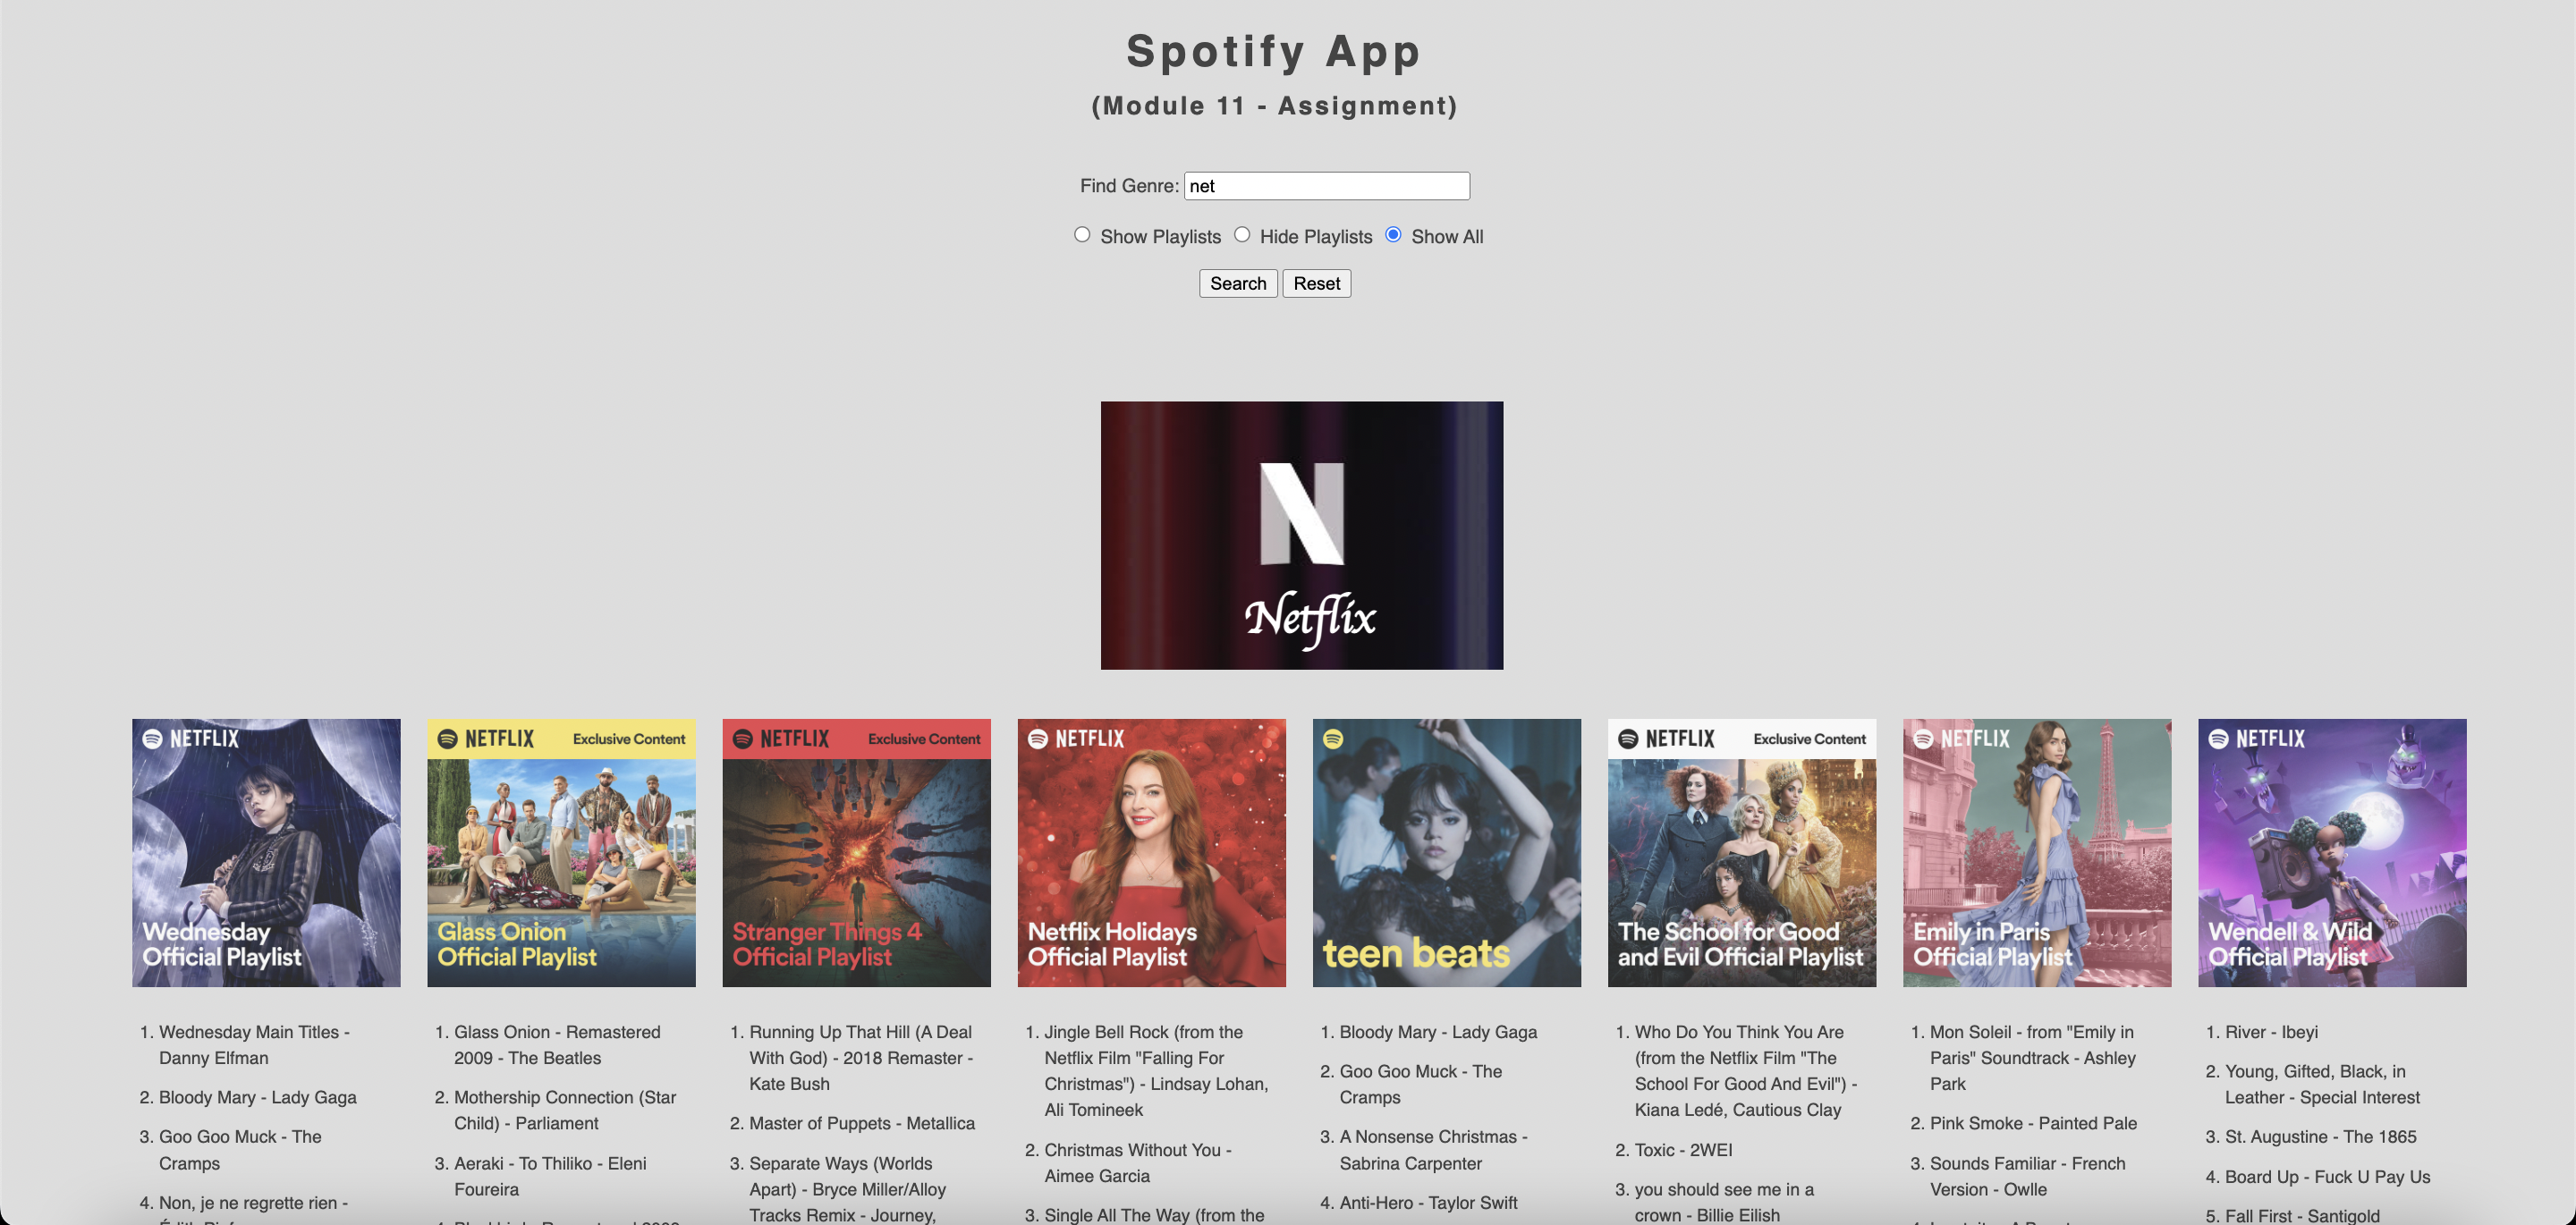 Spotify App
(Module 11 - Assignment)
Find Genre: net
Show Playlists Hide Playlists Show All
Search Reset
N
Netflix
NETFLIX
Wednesday
Official Playlist
1. Wednesday Main Titles -
Danny Elfman
2. Bloody Mary - Lady Gaga
3. Goo Goo Muck - The
Cramps
4. Non, je ne regrette rien -
NETFLIX Exclusive Content
Glass Onion
Official Playlist
1. Glass Onion - Remastered
2009 - The Beatles
2. Mothership Connection (Star
Child) - Parliament
3. Aeraki - To Thiliko - Eleni
Foureira
NETFLIX Exclusive Content
Stranger Things 4
Official Playlist
1. Running Up That Hill (A Deal
With God) - 2018 Remaster -
Kate Bush
2. Master of Puppets - Metallica
3. Separate Ways (Worlds
Apart) - Bryce Miller/Alloy
Tracks Remix - Journey,
NETFLIX
Netflix Holidays
Official Playlist
1. Jingle Bell Rock (from the
Netflix Film "Falling For
Christmas") - Lindsay Lohan,
Ali Tomineek
2. Christmas Without You -
Aimee Garcia
3. Single All The Way (from the
teen beats
1. Bloody Mary - Lady Gaga
2. Goo Goo Muck - The
Cramps
3. A Nonsense Christmas -
Sabrina Carpenter
4. Anti-Hero - Taylor Swift
NETFLIX Exclusive Content
The School for Good
and Evil Official Playlist
1. Who Do You Think You Are
(from the Netflix Film "The
School For Good And Evil") -
Kiana Ledé, Cautious Clay
2. Toxic - 2WEI
3. you should see me in a
crown - Billie Eilish
NETFLIX
Emily in Paris
Official Playlist
1. Mon Soleil - from "Emily in
Paris" Soundtrack - Ashley
Park
2. Pink Smoke - Painted Pale
3. Sounds Familiar - French
Version - Owlle
NETFLIX
Wendell & Wild
Official Playlist
1. River - Ibeyi
2. Young, Gifted, Black, in
Leather - Special Interest
3. St. Augustine - The 1865
4. Board Up - Fuck U Pay Us
5. Fall First - Santigold